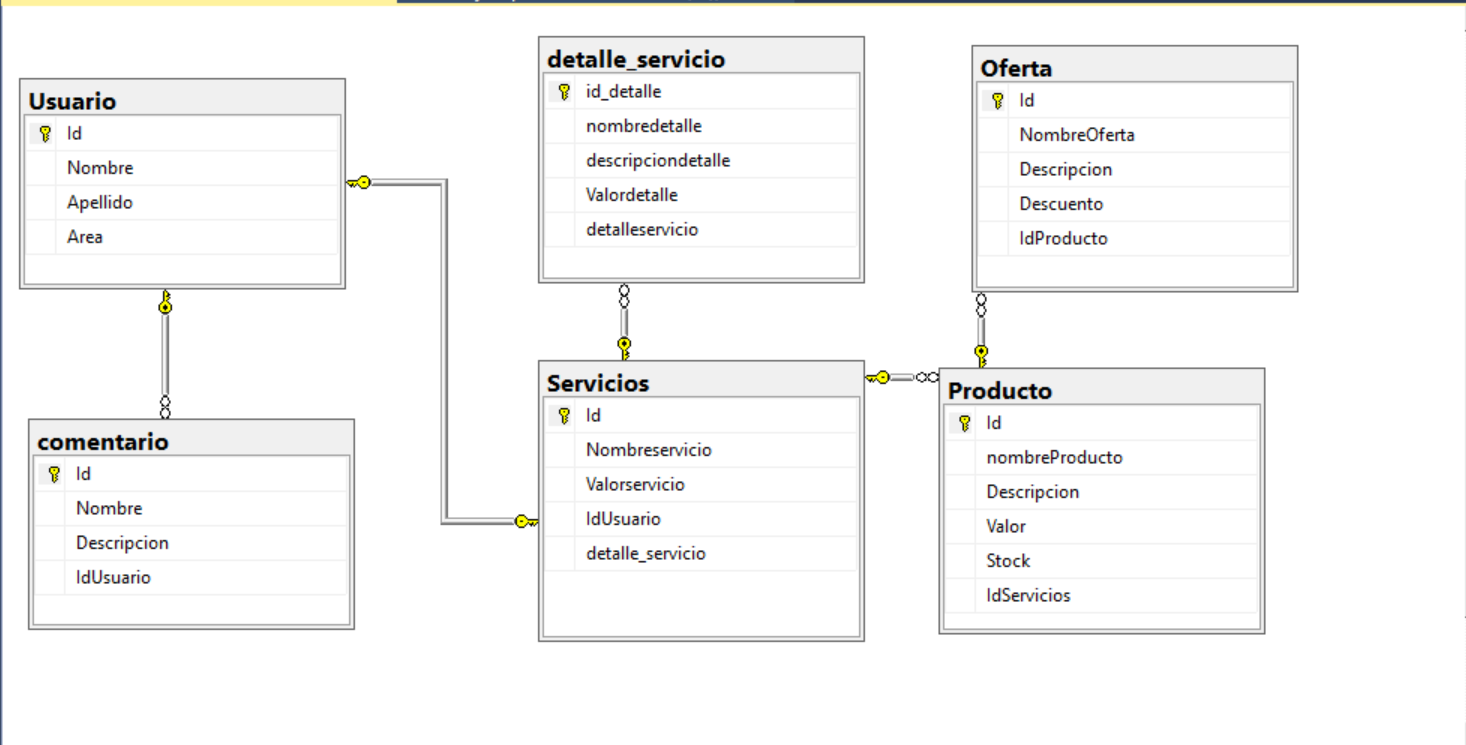 Usuario
Id
Nombre
Apellido
Area
detalle_servicio
id_detalle
nombredetalle
descripciondetalle
Valordetalle
detalleservicio
Oferta
Id
NombreOferta
Descripcion
Descuento
IdProducto
comentario
Id
Nombre
Descripcion
IdUsuario
Servicios
Id
Nombreservicio
Valorservicio
IdUsuario
detalle_servicio
Producto
Id
nombreProducto
Descripcion
Valor
Stock
IdServicios